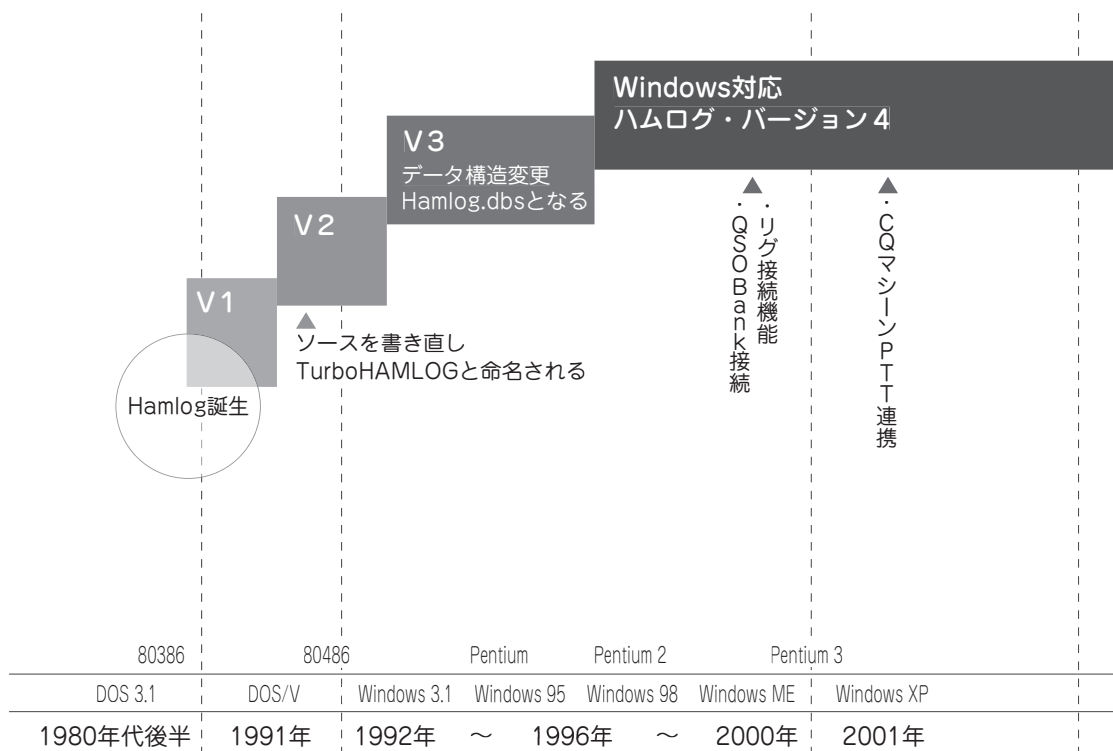 Windows対応
ハムログ・バージョン4
V3
データ構造変更
Hamlog.dbsとなる
V2
V1
・リグ接続機能
・QSOBank接続
・CQマシーンPTT連携
ソースを書き直し
TurboHAMLOGと命名される
Hamlog誕生
80386 80486 Pentium Pentium 2 Pentium 3
DOS 3.1 DOS/V Windows 3.1 Windows 95 Windows 98 Windows ME Windows XP
1980年代後半 1991年 1992年 ～ 1996年 ～ 2000年 2001年